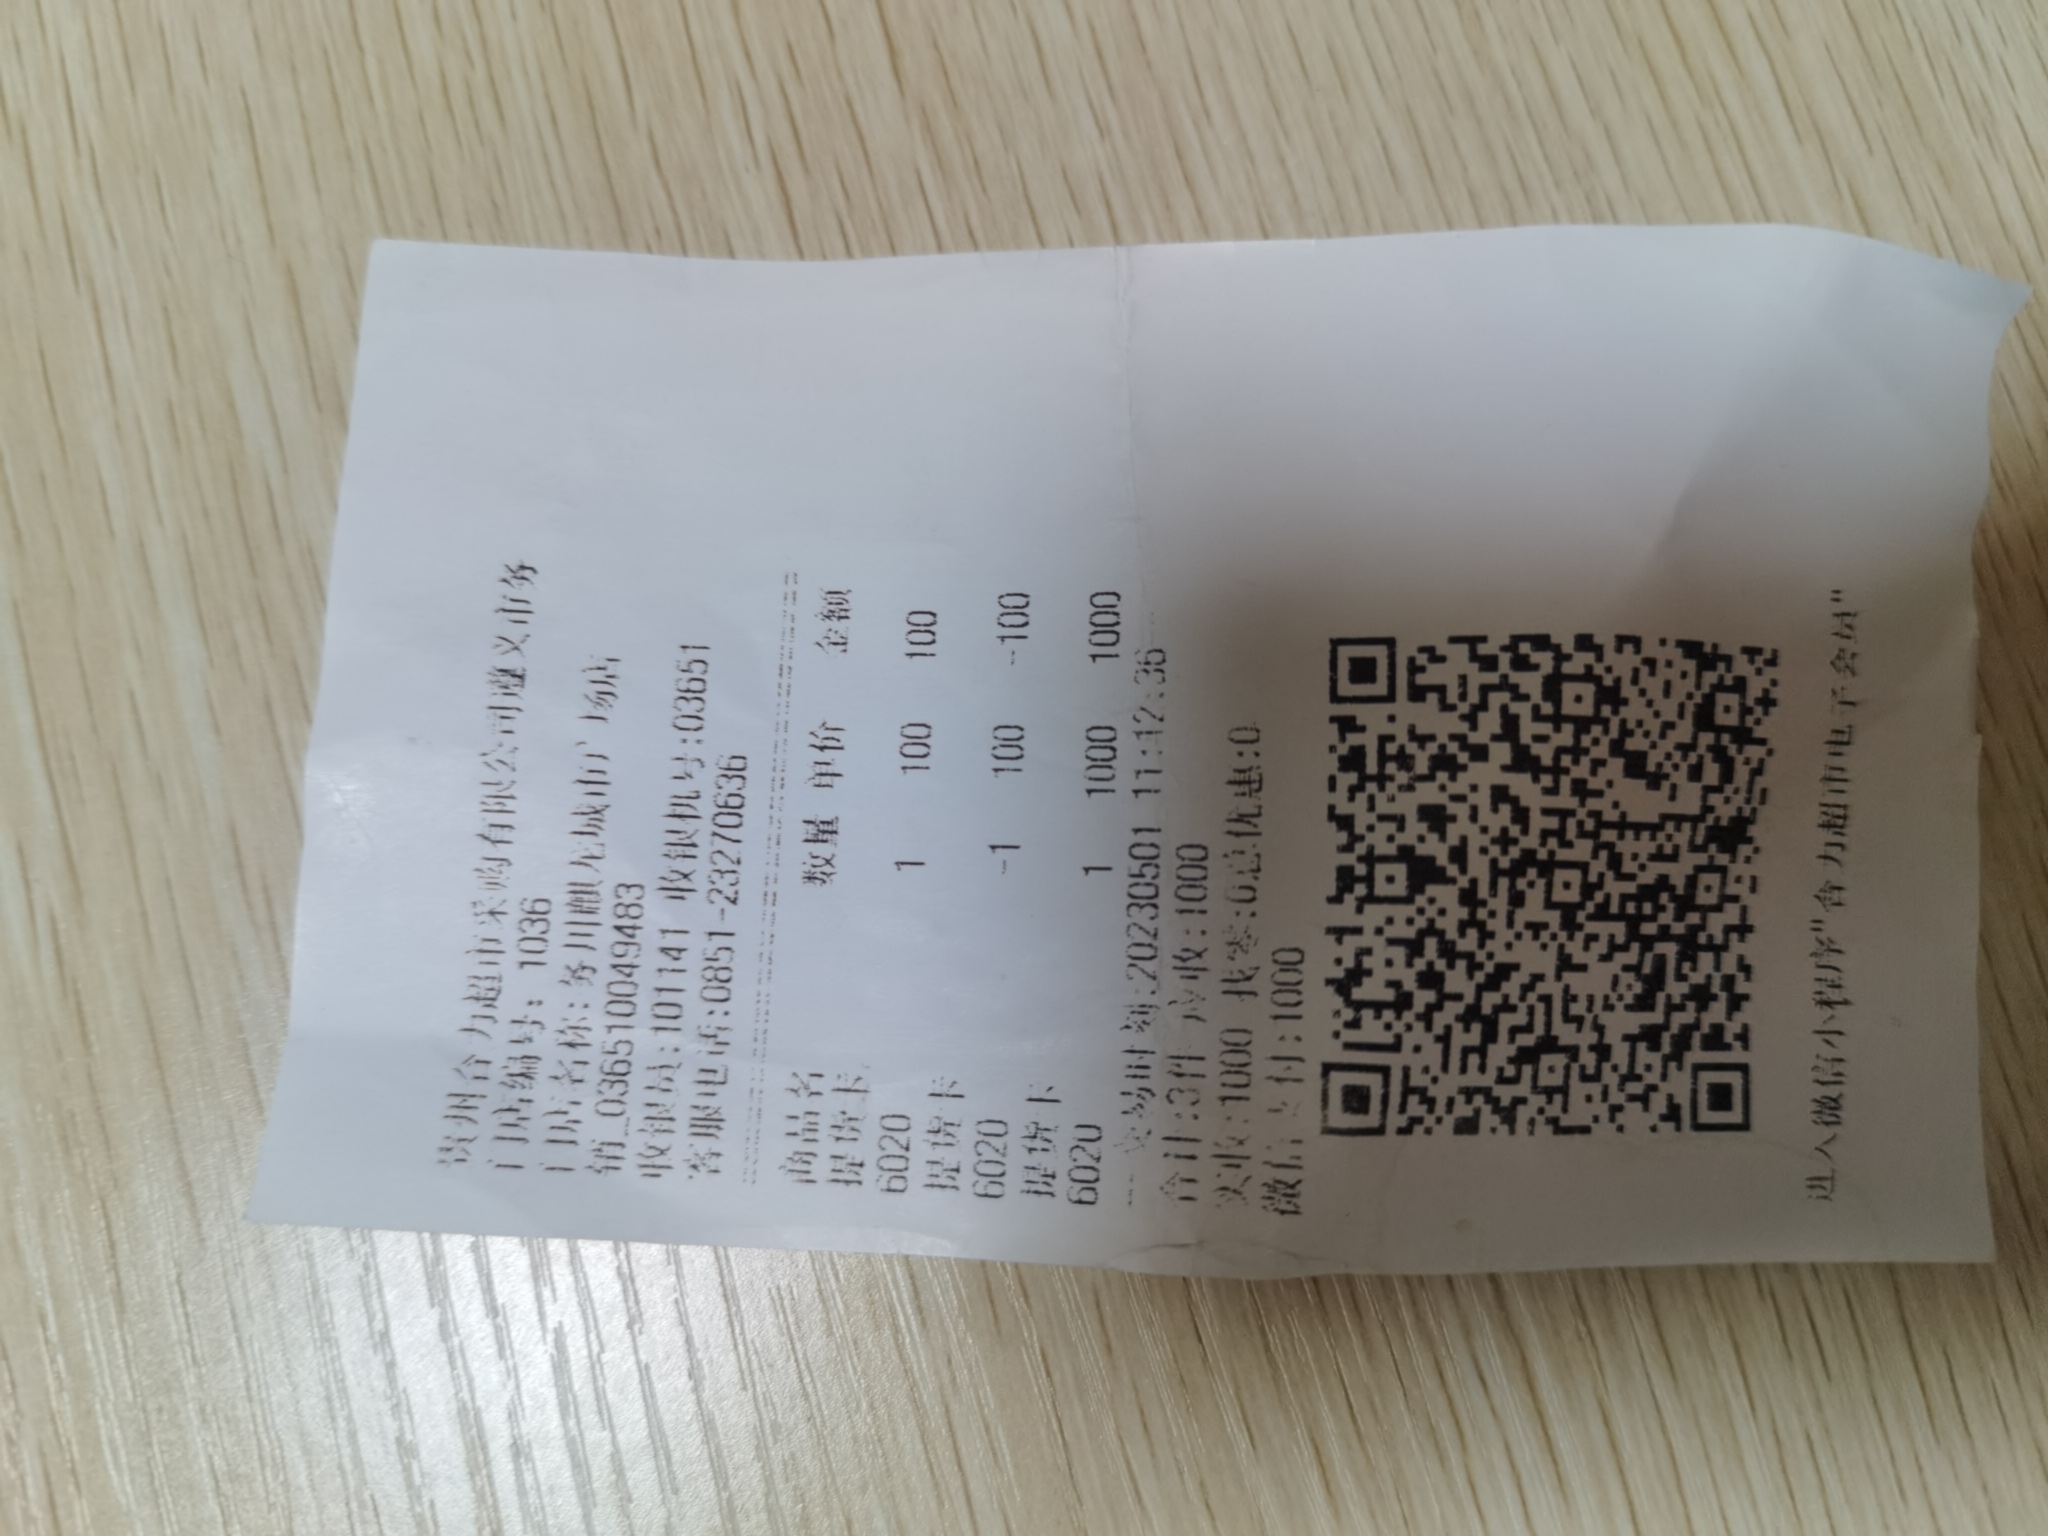 贵州合力超市采购有限公司遵义市务
门店编号: 1036
门店名称:务川麒龙城市广场店
销_0365100494483
收银员:101141 收银机号:03651
客服电话:0851-23270636
商品名 数量 单价 金额
提货卡
6020 1 100 100
提货卡
6020 -1 100 -100
提货卡
6020 1 1000 1000
交易时刻:20230501 11:42:36
合计:3件 应收:1000
实收:1000 找零:0总优惠:0
微信支付:1000
进入微信小程序"合力超市电子会员"